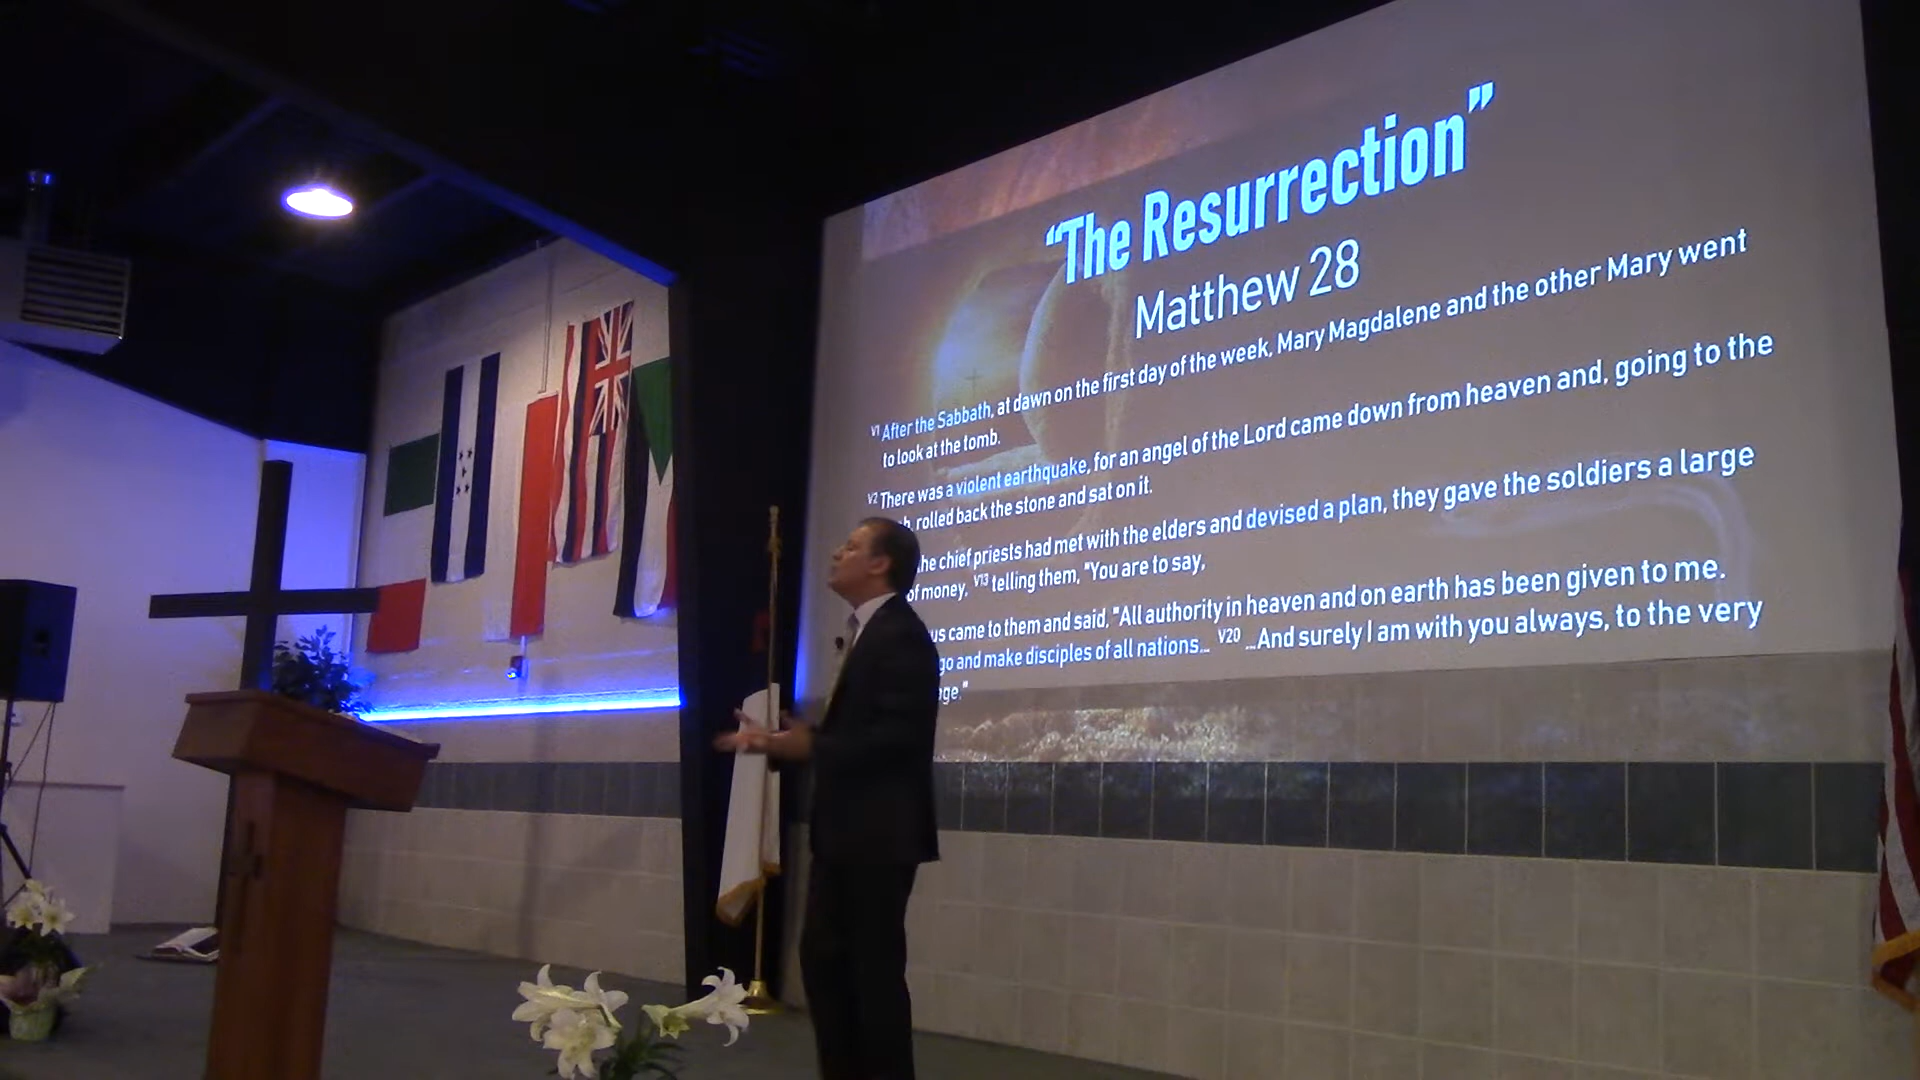 “The Resurrection”
Matthew 28
V1 After the Sabbath, at dawn on the first day of the week, Mary Magdalene and the other Mary went
to look at the tomb.
V2 There was a violent earthquake, for an angel of the Lord came down from heaven and, going to the
rolled back the stone and sat on it.
the chief priests had met with the elders and devised a plan, they gave the soldiers a large
of money, V13 telling them, "You are to say,
came to them and said, "All authority in heaven and on earth has been given to me.
go and make disciples of all nations... V20 ...And surely I am with you always, to the very